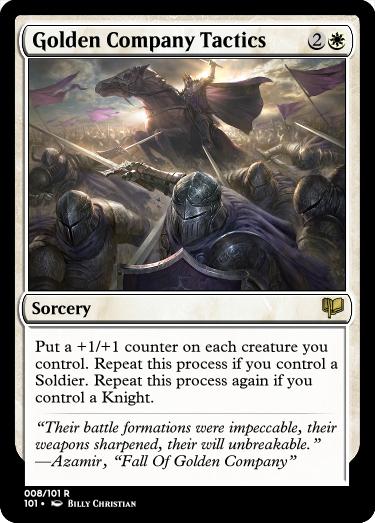 Golden Company Tactics 2
Sorcery
Put a +1/+1 counter on each creature you
control. Repeat this process if you control a
Soldier. Repeat this process again if you
control a Knight.
“Their battle formations were impeccable, their
weapons sharpened, their will unbreakable.”
—Azamir, “Fall Of Golden Company”
008/101 R
101 • Billy Christian